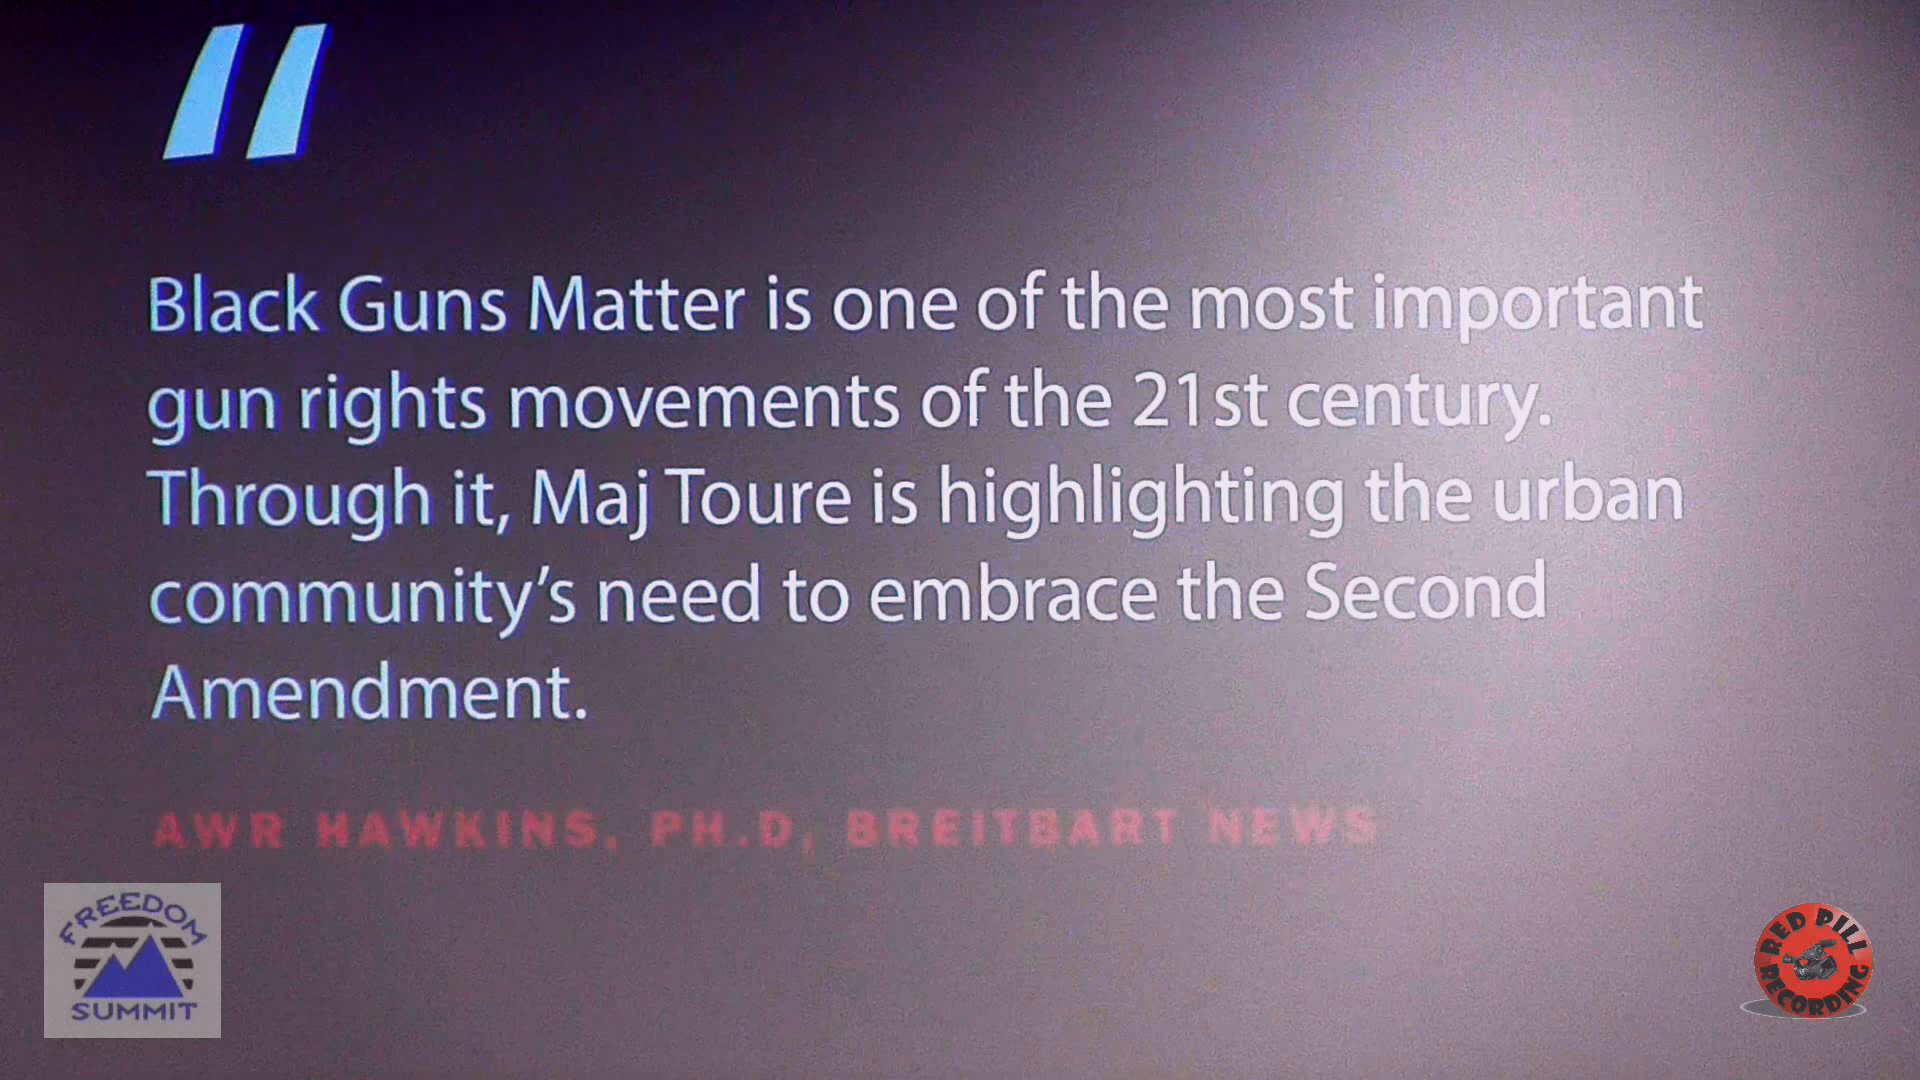 “
Black Guns Matter is one of the most important
gun rights movements of the 21st century.
Through it, Maj Toure is highlighting the urban
community’s need to embrace the Second
Amendment.
AWR HAWKINS, PH.D, BREITBART NEWS
FREEDOM
SUMMIT
RED PILL
RECORDING